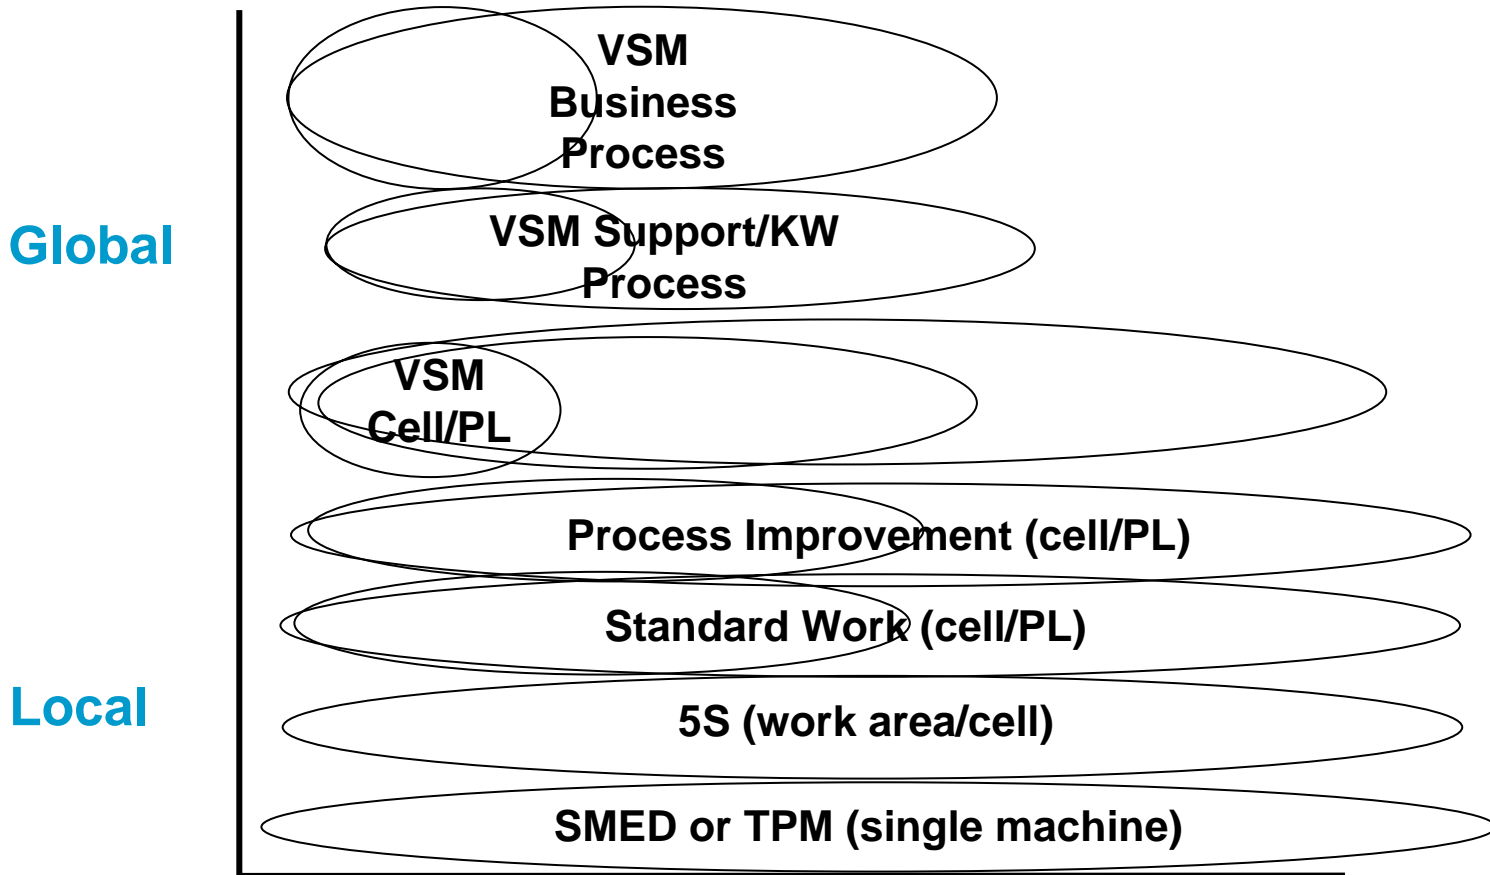 VSM
Business
Process
Global
VSM Support/KW
Process
VSM
Cell/PL
Process Improvement (cell/PL)
Standard Work (cell/PL)
Local
5S (work area/cell)
SMED or TPM (single machine)